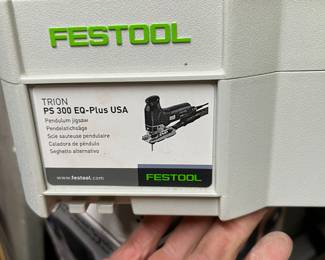 FESTOOL
TRION
PS 300 EQ-Plus USA
Pendulum jigsaw
Pendelstichsäge
Scie sauteuse pendulaire
Caladora de péndulo
Seghetto alternativo
www.festool.com
FESTOOL